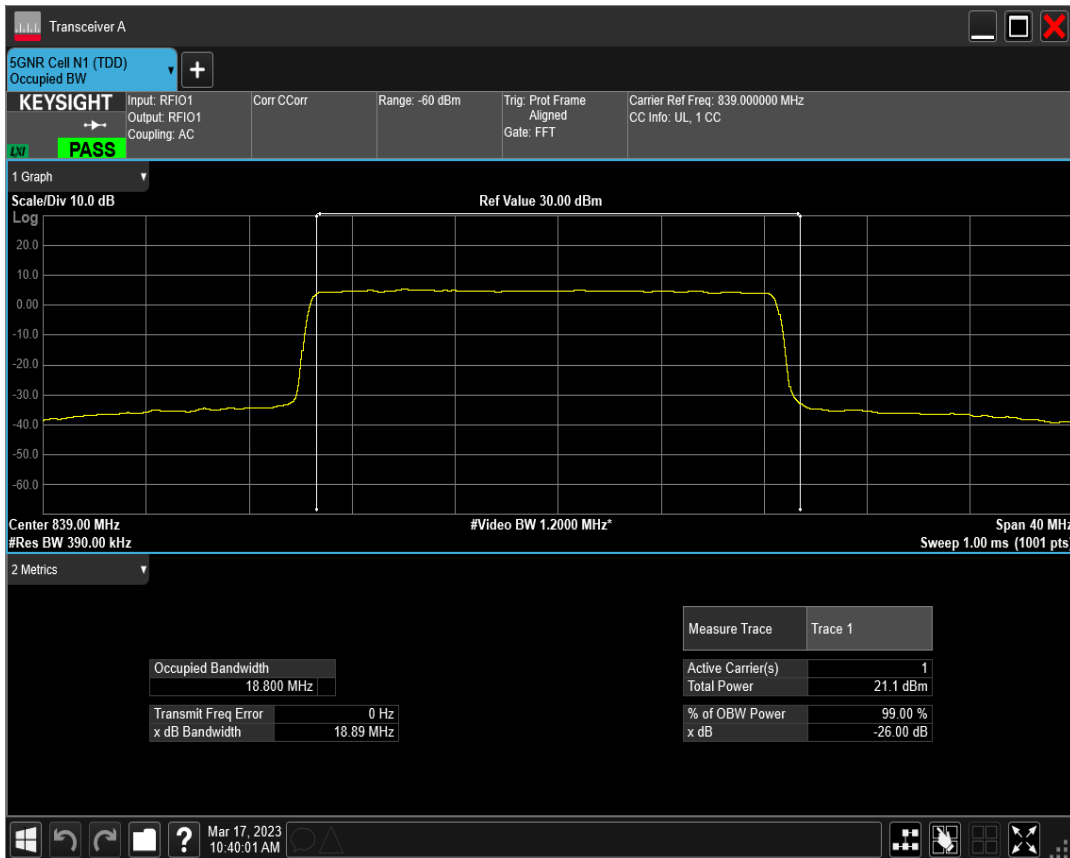 Transceiver A
5GNR Cell N1 (TDD)
Occupied BW
+
KEYSIGHT
LXI PASS
Input: RFIO1
Output: RFIO1
Coupling: AC
Corr CCorr
Range: -60 dBm
Trig: Prot Frame
Aligned
Gate: FFT
Carrier Ref Freq: 839.000000 MHz
CC Info: UL, 1 CC
1 Graph
Scale/Div 10.0 dB Ref Value 30.00 dBm
Log
20.0
10.0
0.00
-10.0
-20.0
-30.0
-40.0
-50.0
-60.0
Center 839.00 MHz #Video BW 1.2000 MHz* Span 40 MHz
#Res BW 390.00 kHz Sweep 1.00 ms (1001 pts)
2 Metrics
Measure Trace Trace 1
Occupied Bandwidth
18.800 MHz
Active Carrier(s) 1
Total Power 21.1 dBm
Transmit Freq Error 0 Hz
x dB Bandwidth 18.89 MHz
% of OBW Power 99.00 %
x dB -26.00 dB
?
Mar 17, 2023
10:40:01 AM